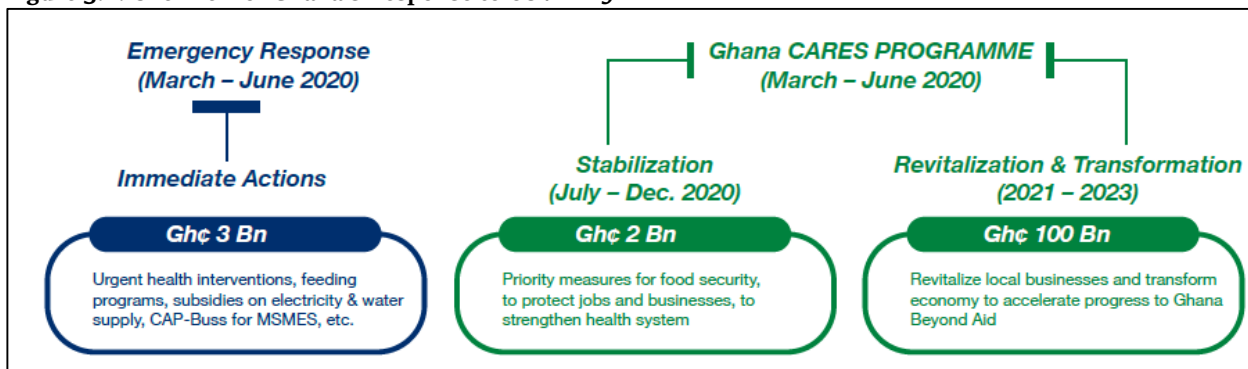 Emergency Response
(March – June 2020)
Immediate Actions
Gh₵ 3 Bn
Urgent health interventions, feeding
programs, subsidies on electricity & water
supply, CAP-Buss for MSMES, etc.
Ghana CARES PROGRAMME
(March – June 2020)
Stabilization
(July – Dec. 2020)
Gh₵ 2 Bn
Priority measures for food security,
to protect jobs and businesses, to
strengthen health system
Revitalization & Transformation
(2021 – 2023)
Gh₵ 100 Bn
Revitalize local businesses and transform
economy to accelerate progress to Ghana
Beyond Aid